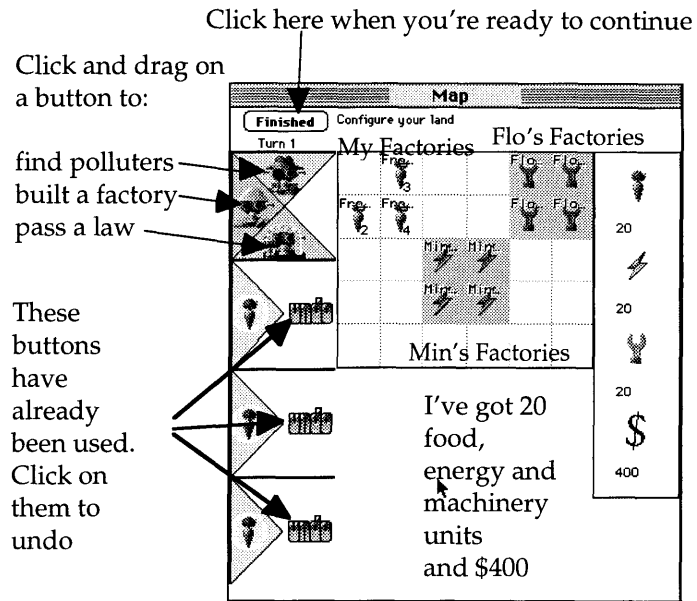 Click here when you're ready to continue
Click and drag on
a button to:
Map
Finished
Configure your land
Turn 1
My Factories
Flo's Factories
find polluters
built a factory
pass a law
Fre..
3
Flo..
Flo..
Fre..
2
Fre..
4
Flo..
Flo..
20
Min..
Min..
20
Min..
Min..
20
Min's Factories
These
buttons
have
already
been used.
Click on
them to
undo
I've got 20
food,
energy and
machinery
units
and $400
$
400